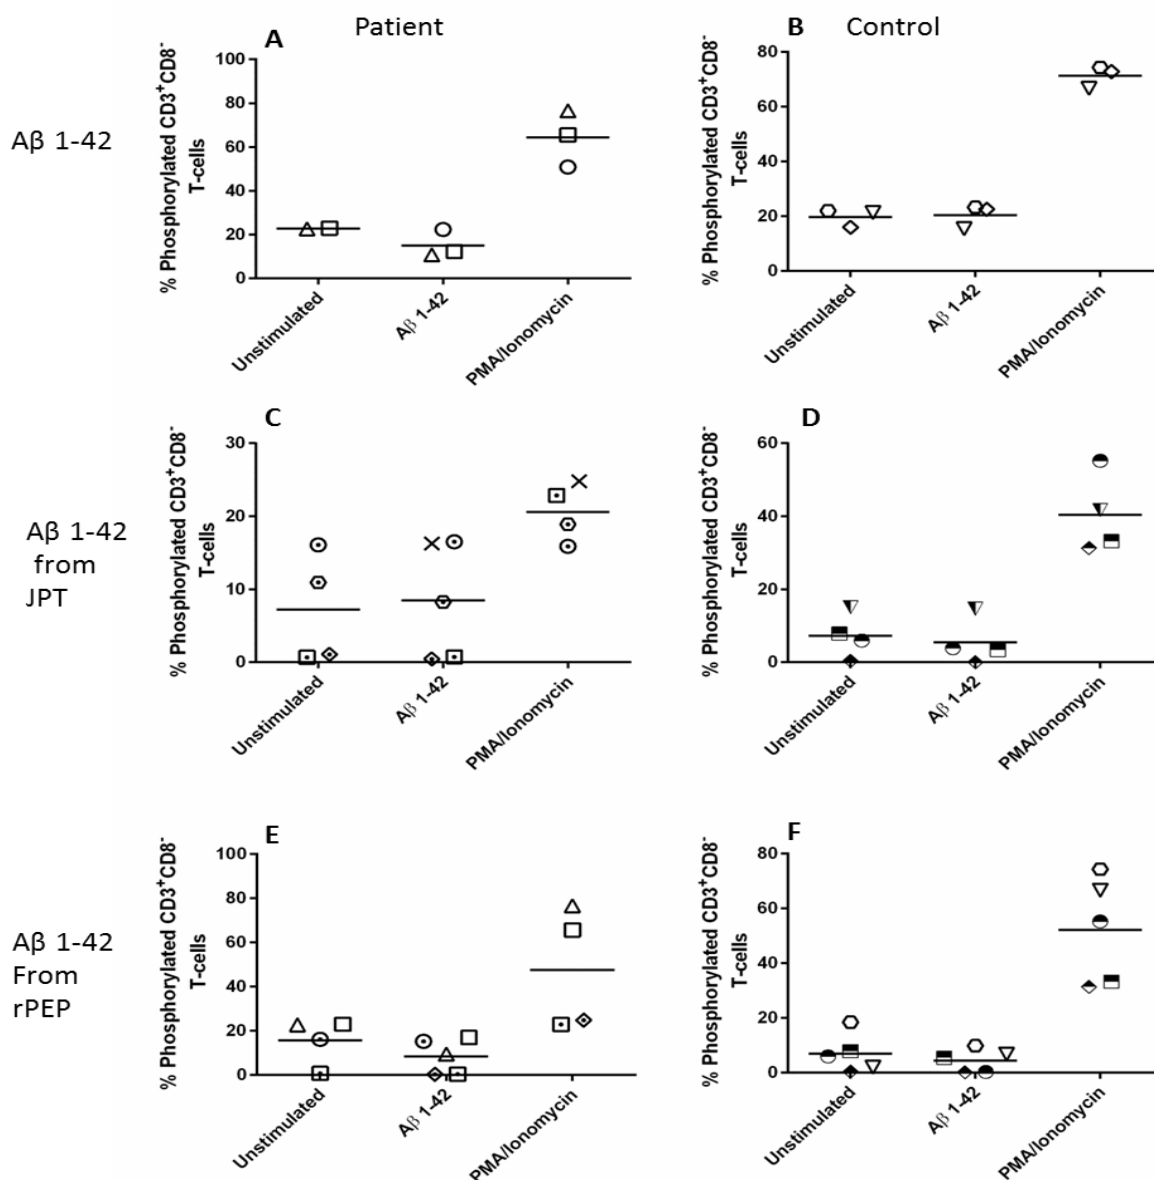 Patient
Control
Aβ 1-42
A
% Phosphorylated CD3⁺CD8⁻
T-cells
100
80
60
40
20
0
Unstimulated
Aβ 1-42
PMA/Ionomycin
B
% Phosphorylated CD3⁺CD8⁻
T-cells
80
60
40
20
0
Unstimulated
Aβ 1-42
PMA/Ionomycin
Aβ 1-42
from
JPT
C
% Phosphorylated CD3⁺CD8⁻
T-cells
30
20
10
0
Unstimulated
Aβ 1-42
PMA/Ionomycin
D
% Phosphorylated CD3⁺CD8⁻
T-cells
60
40
20
0
Unstimulated
Aβ 1-42
PMA/Ionomycin
Aβ 1-42
From
rPEP
E
% Phosphorylated CD3⁺CD8⁻
T-cells
100
80
60
40
20
0
Unstimulated
Aβ 1-42
PMA/Ionomycin
F
% Phosphorylated CD3⁺CD8⁻
T-cells
80
60
40
20
0
Unstimulated
Aβ 1-42
PMA/Ionomycin